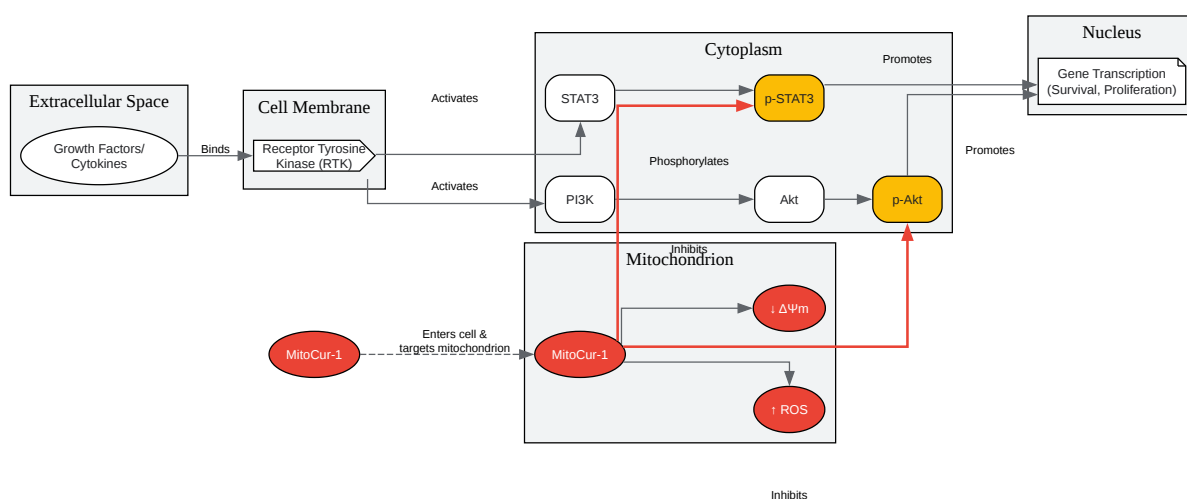 Extracellular Space
Growth Factors/
Cytokines
Binds
Cell Membrane
Receptor Tyrosine
Kinase (RTK)
Activates
Activates
Cytoplasm
STAT3
p-STAT3
Phosphorylates
PI3K
Akt
p-Akt
Promotes
Promotes
Nucleus
Gene Transcription
(Survival, Proliferation)
Inhibits
Mitochondrion
MitoCur-1
Enters cell &
targets mitochondrion
MitoCur-1
↓ ΔΨm
↑ ROS
Inhibits